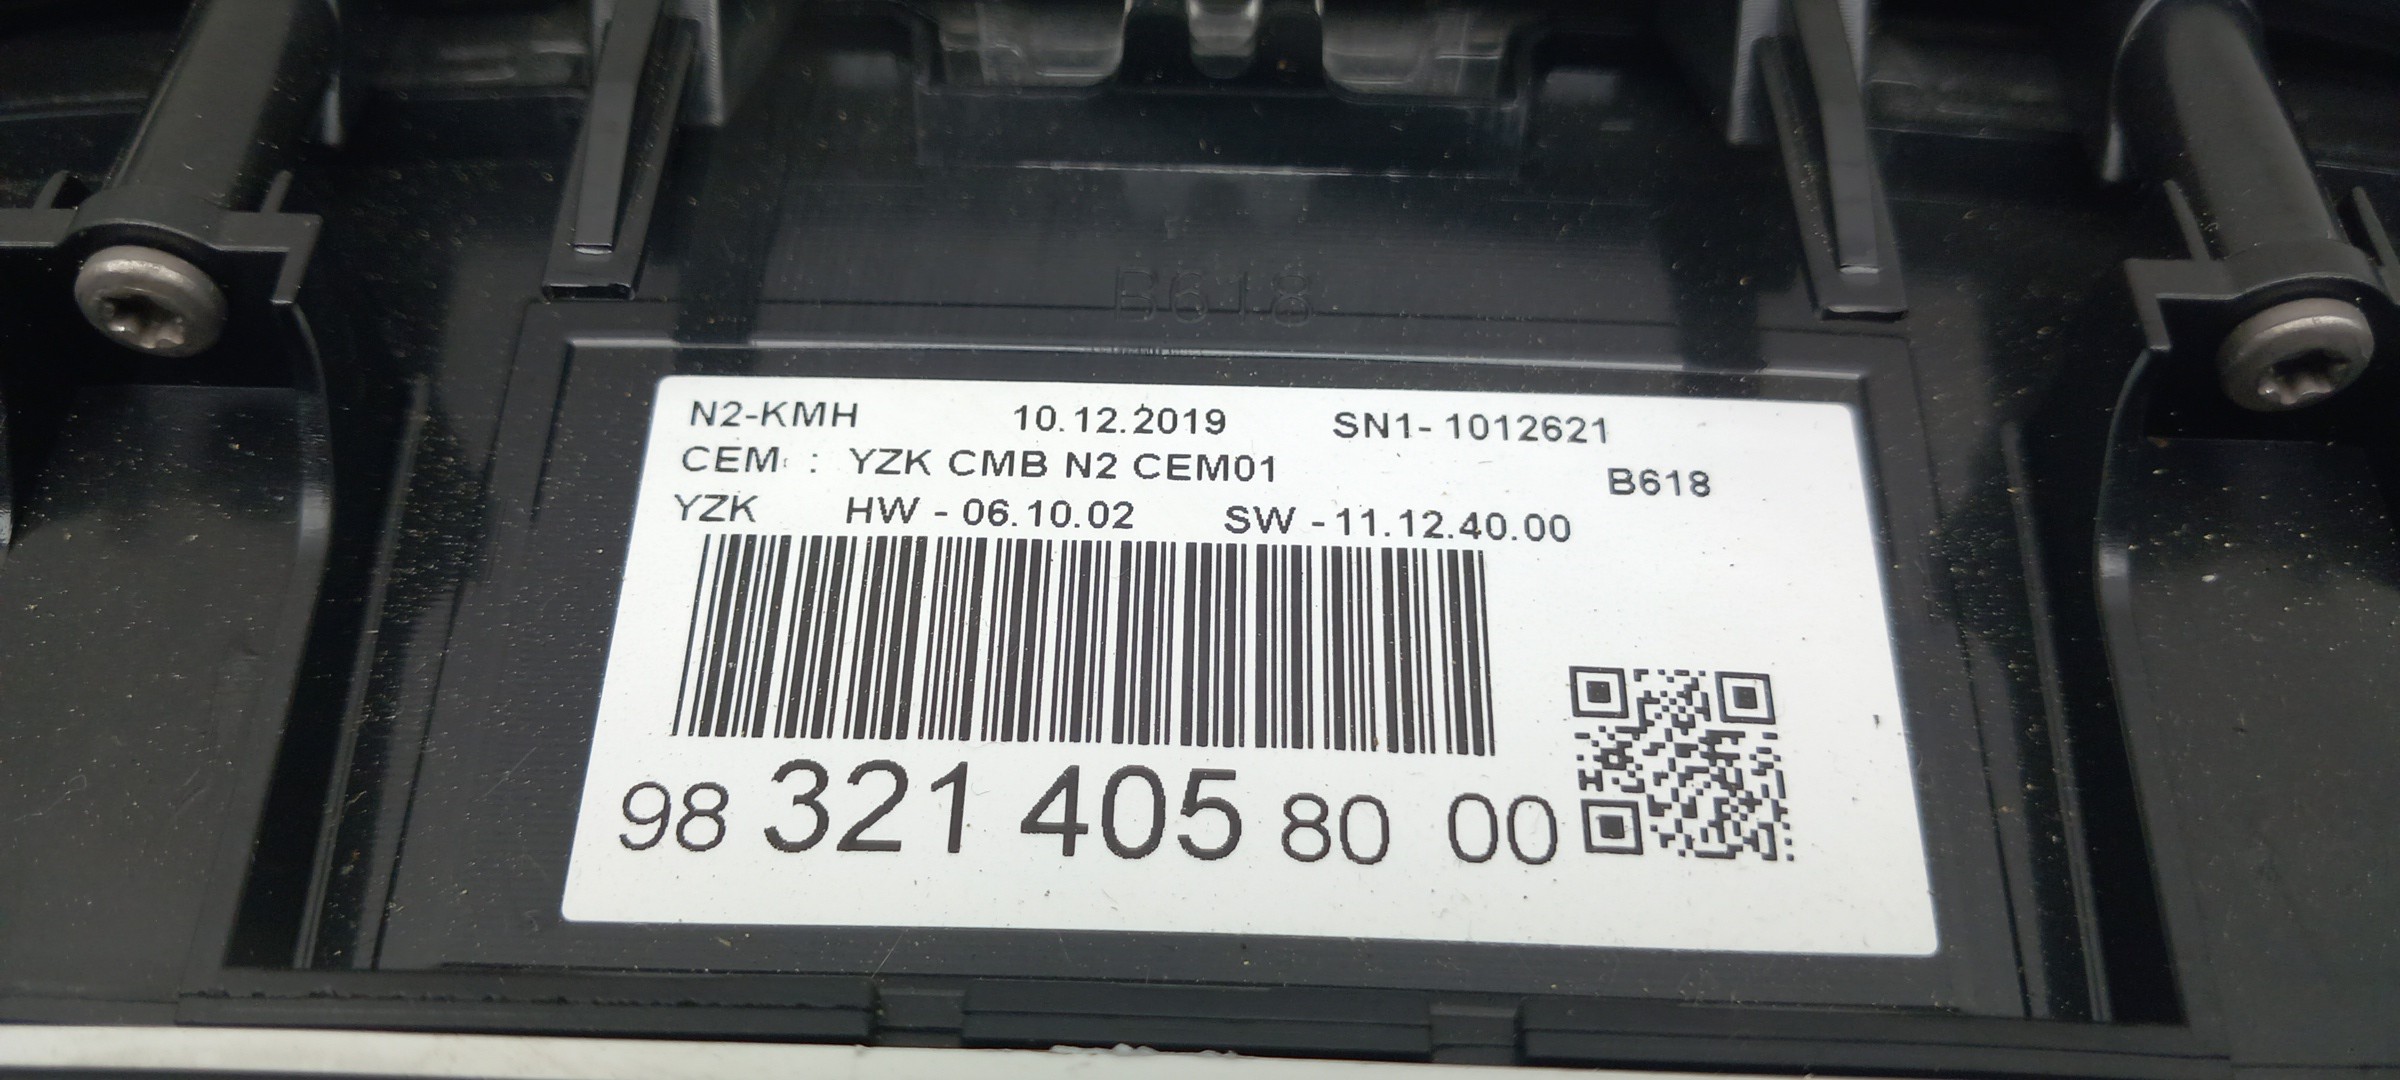 B618
N2-KMH 10.12.2019 SN1-1012621
CEM : YZK CMB N2 CEM01
B618
YZK HW - 06.10.02 SW -11.12.40.00
98 321 405 80 00